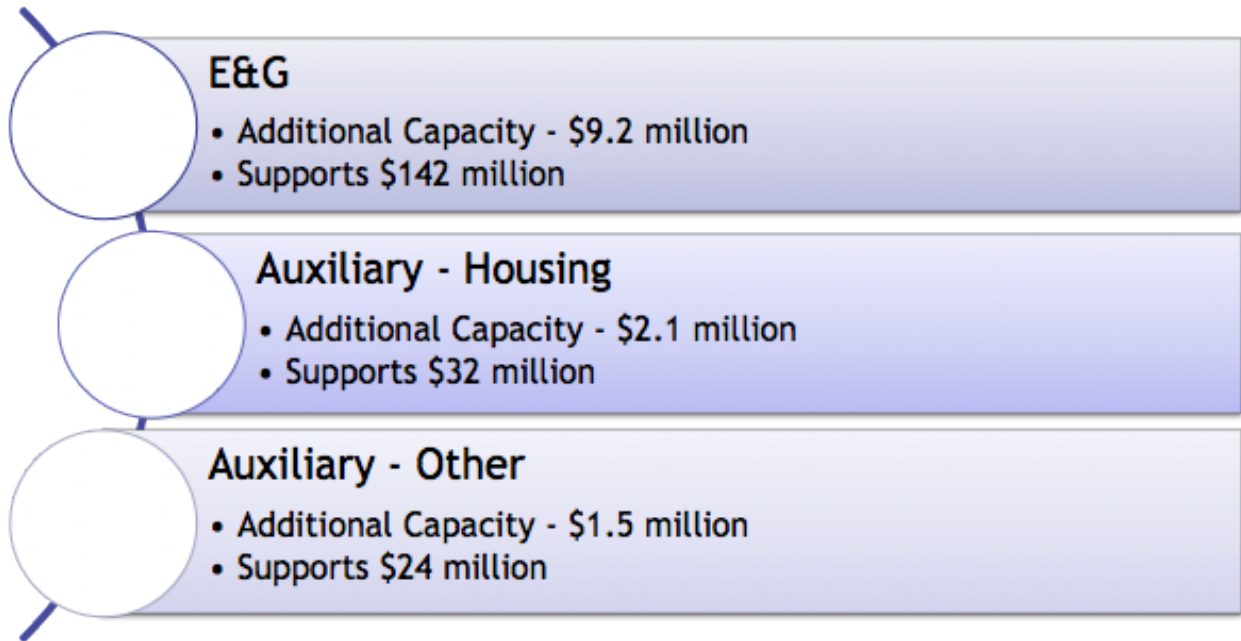 E&G
• Additional Capacity - $9.2 million
• Supports $142 million
Auxiliary - Housing
• Additional Capacity - $2.1 million
• Supports $32 million
Auxiliary - Other
• Additional Capacity - $1.5 million
• Supports $24 million